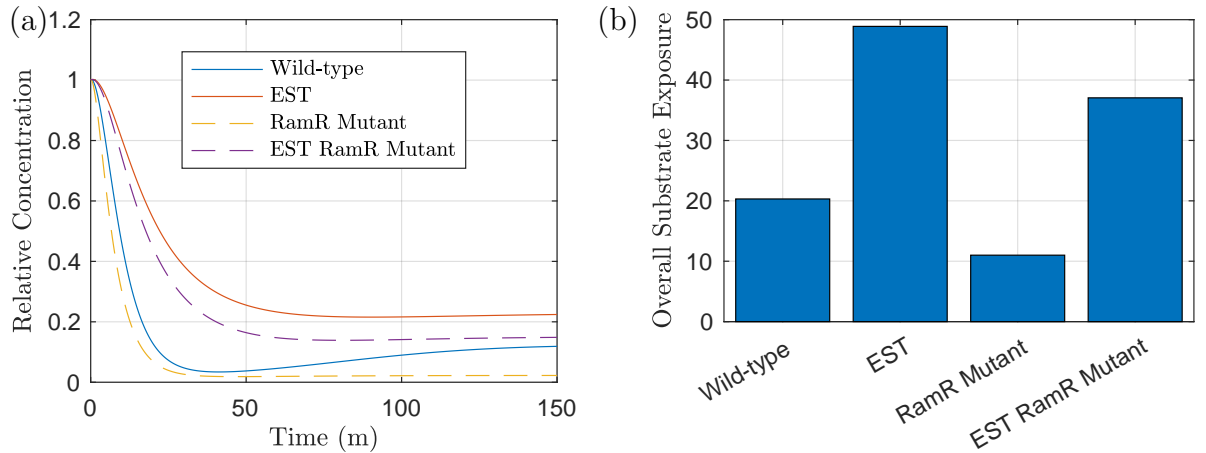 (a)
1.2
1
0.8
0.6
0.4
0.2
0
Relative Concentration
Wild-type
EST
RamR Mutant
EST RamR Mutant
0 50 100 150
Time (m)
(b)
50
40
30
20
10
0
Overall Substrate Exposure
Wild-type
EST
RamR Mutant
EST RamR Mutant